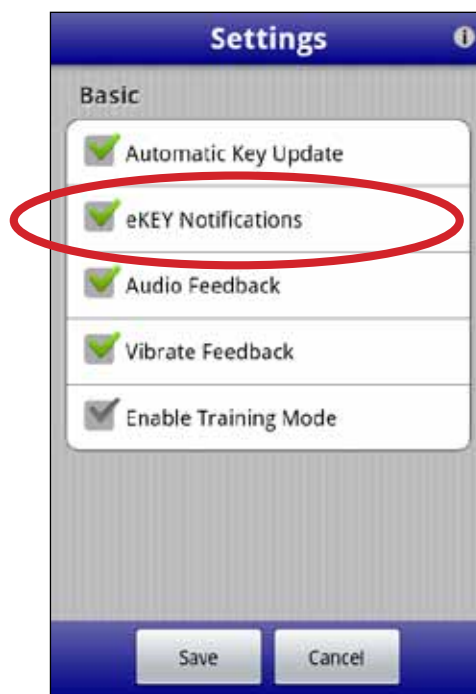 Settings
Basic
Automatic Key Update
eKEY Notifications
Audio Feedback
Vibrate Feedback
Enable Training Mode
Save Cancel